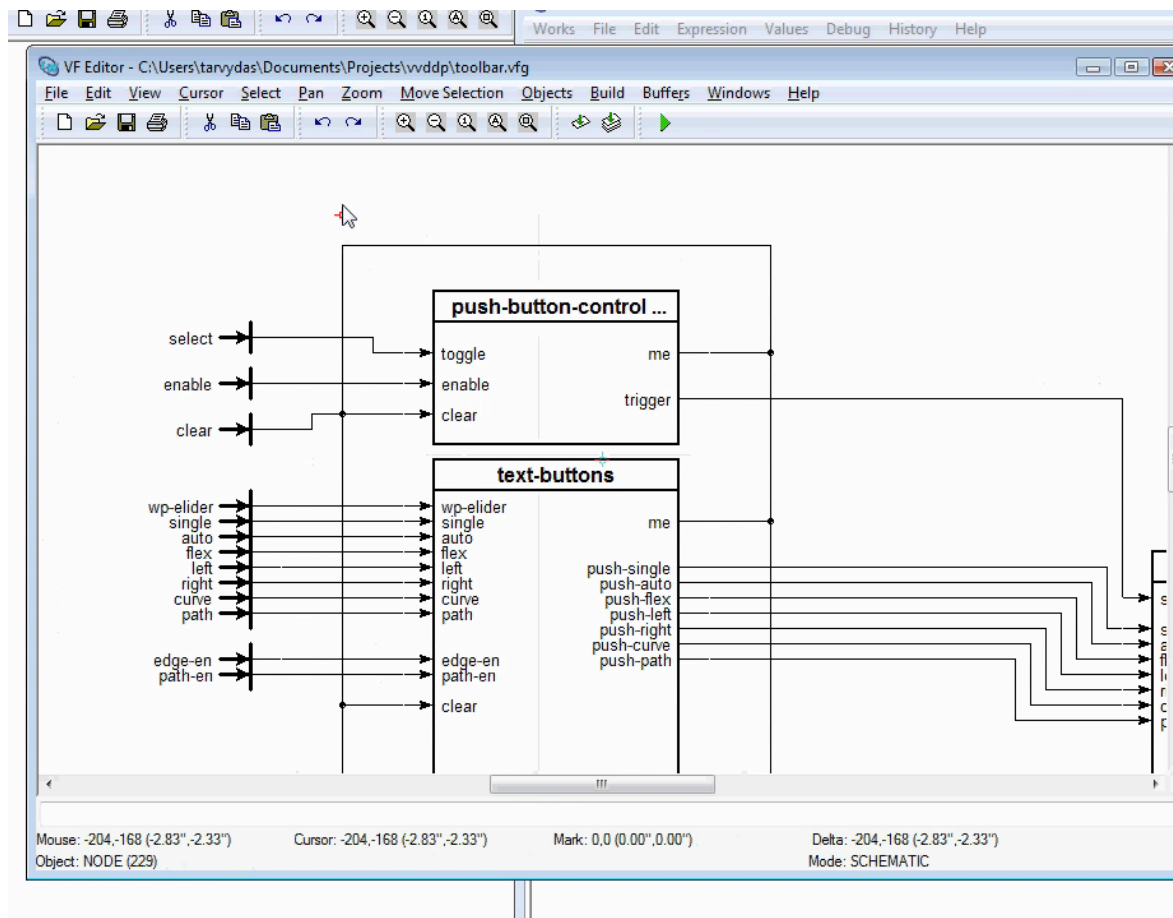 Works File Edit Expression Values Debug History Help
VF Editor - C:\Users\tarvydas\Documents\Projects\vvddp\toolbar.vfg
File Edit View Cursor Select Pan Zoom Move Selection Objects Build Buffers Windows Help
push-button-control ...
select
toggle
me
enable
enable
trigger
clear
clear
text-buttons
wp-elider
wp-elider
single
single
me
auto
auto
flex
flex
left
left
push-single
right
right
push-auto
curve
curve
push-flex
path
path
push-left
push-right
push-curve
edge-en
edge-en
push-path
path-en
path-en
clear
Mouse: -204,-168 (-2.83",-2.33") Cursor: -204,-168 (-2.83",-2.33") Mark: 0,0 (0.00",0.00") Delta: -204,-168 (-2.83",-2.33")
Object: NODE (229) Mode: SCHEMATIC